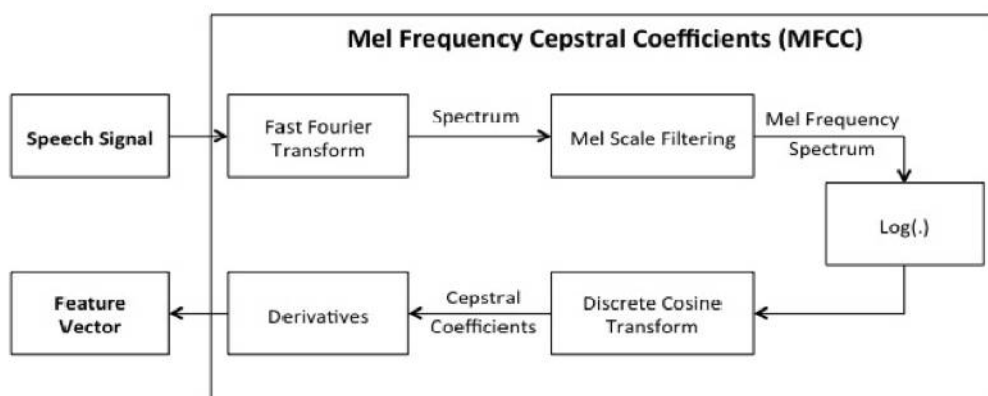 Mel Frequency Cepstral Coefficients (MFCC)
Speech Signal
Fast Fourier
Transform
Spectrum
Mel Scale Filtering
Mel Frequency
Spectrum
Log(.)
Discrete Cosine
Transform
Cepstral
Coefficients
Derivatives
Feature
Vector